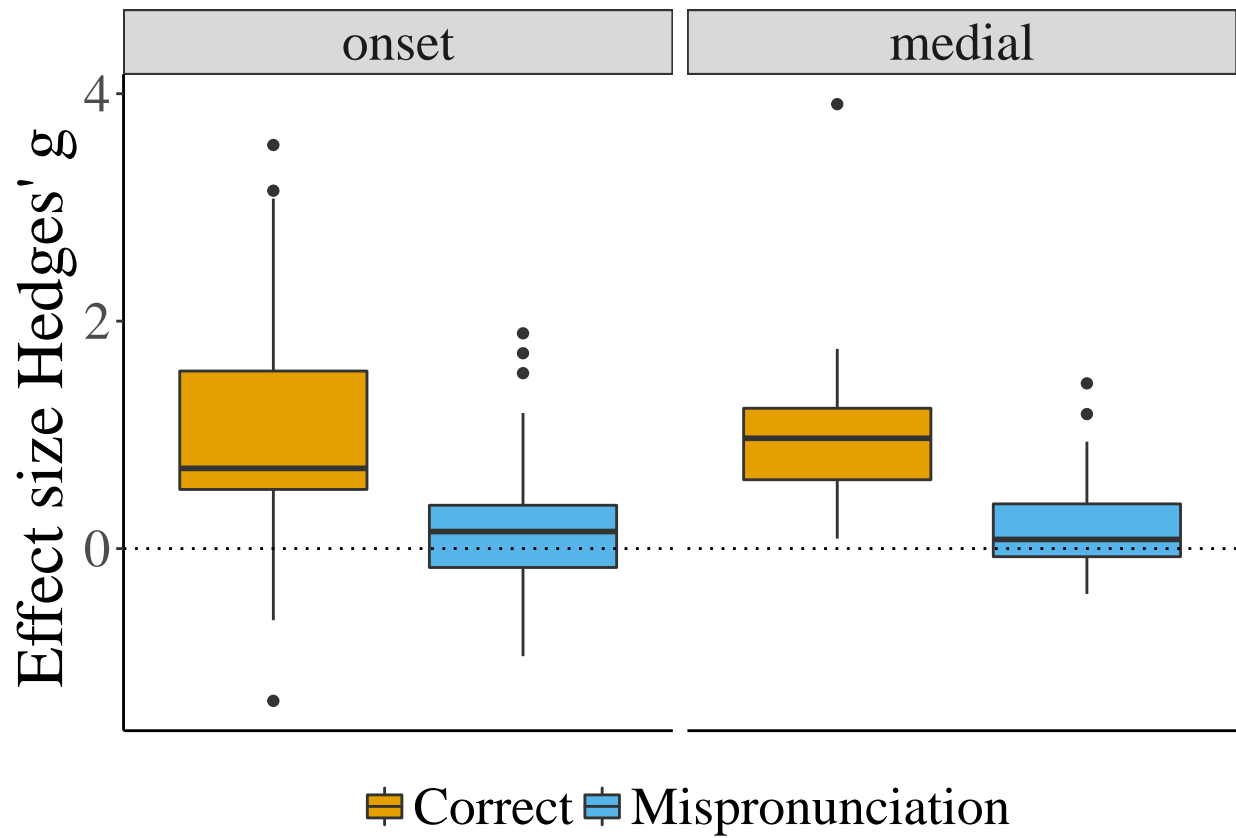 onset
medial
Effect size Hedges' g
4
2
0
Correct Mispronunciation